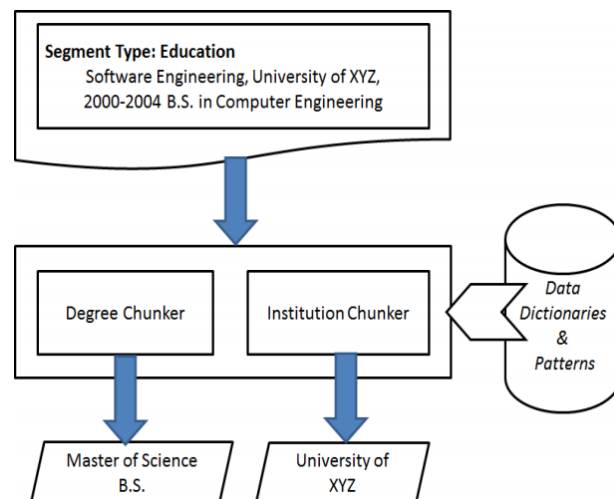 Segment Type: Education
Software Engineering, University of XYZ,
2000-2004 B.S. in Computer Engineering
Degree Chunker
Institution Chunker
Data
Dictionaries
&
Patterns
Master of Science
B.S.
University of
XYZ